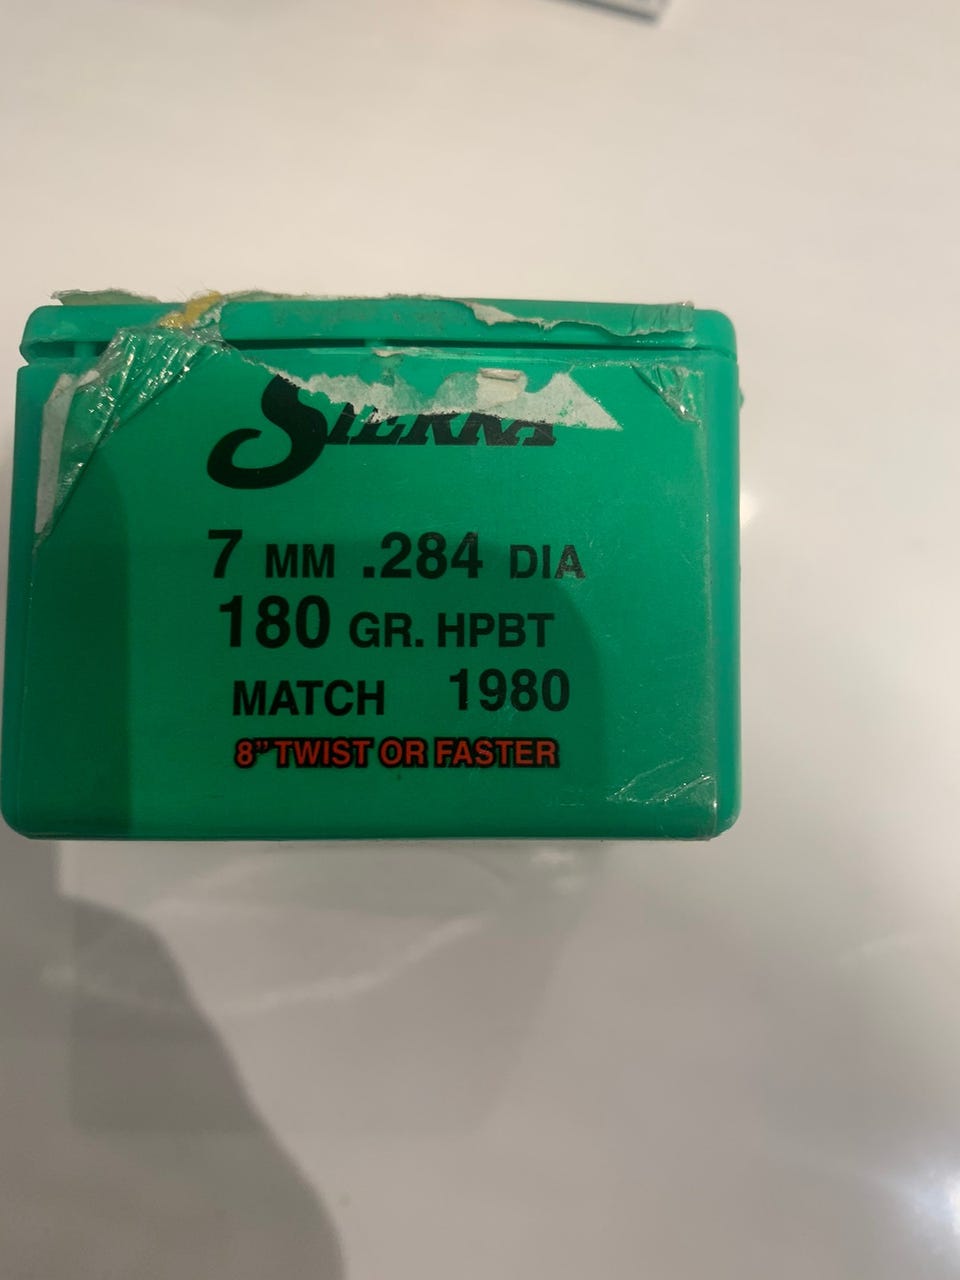 SIERRA
7 MM .284 DIA
180 GR. HPBT
MATCH 1980
8" TWIST OR FASTER